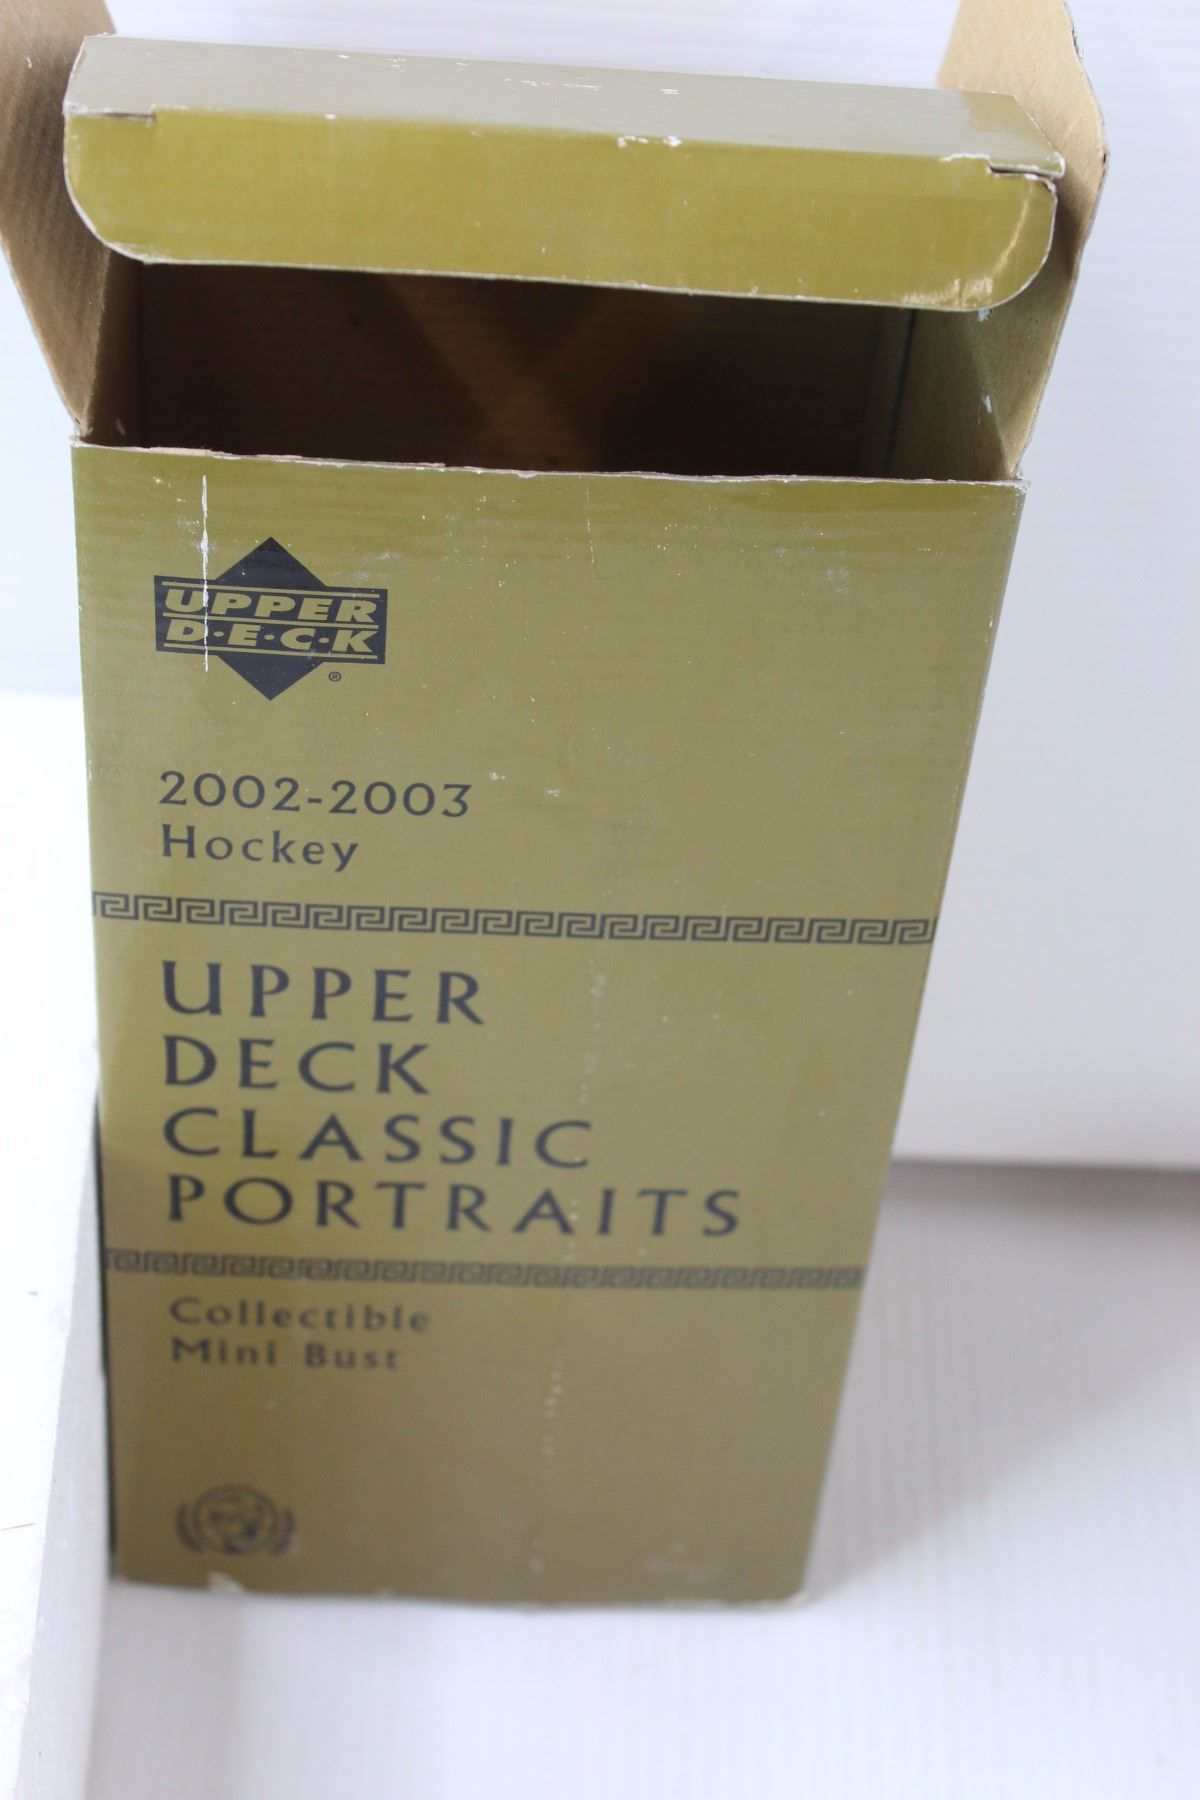 UPPER
D·E·C·K
®
2002-2003
Hockey
UPPER
DECK
CLASSIC
PORTRAITS
Collectible
Mini Bust